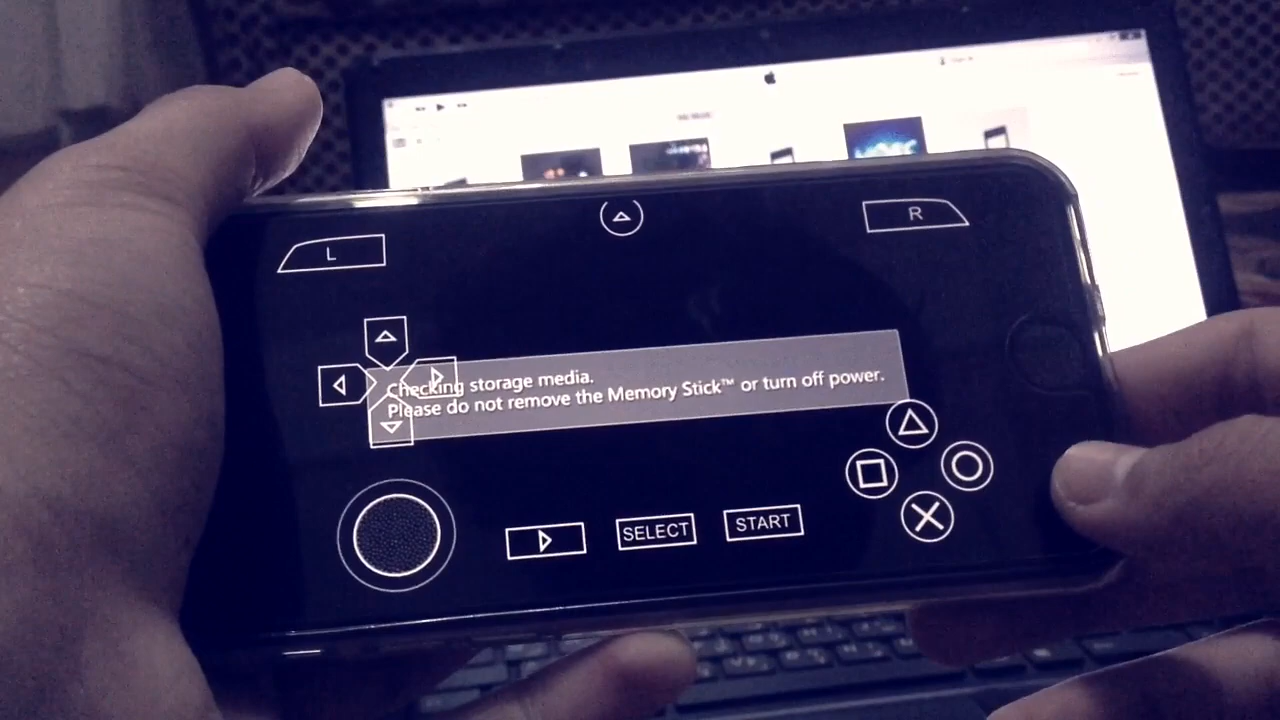 L
R
Checking storage media.
Please do not remove the Memory Stick™ or turn off power.
SELECT
START